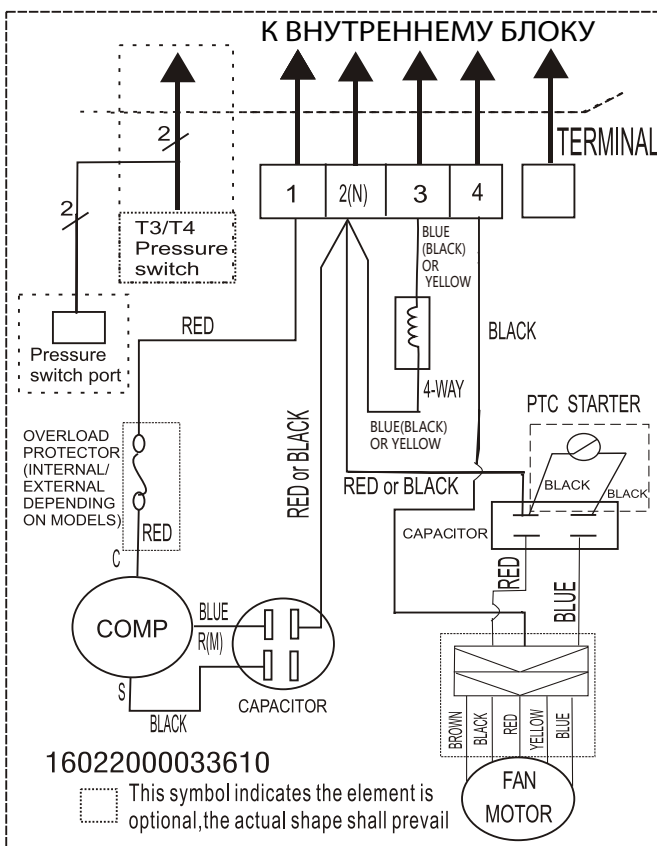 К ВНУТРЕННЕМУ БЛОКУ
2
TERMINAL
1
2(N)
3
4
2
T3/T4
Pressure
switch
BLUE
(BLACK)
OR
YELLOW
RED
BLACK
Pressure
switch port
4-WAY
PTC STARTER
BLUE(BLACK)
OR YELLOW
OVERLOAD
PROTECTOR
(INTERNAL/
EXTERNAL
DEPENDING
ON MODELS)
RED or BLACK
RED or BLACK
BLACK
BLACK
RED
CAPACITOR
C
RED
BLUE
COMP
BLUE
R(M)
S
BLACK
CAPACITOR
BROWN
BLACK
RED
YELLOW
BLUE
16022000033610
FAN
MOTOR
This symbol indicates the element is
optional,the actual shape shall prevail